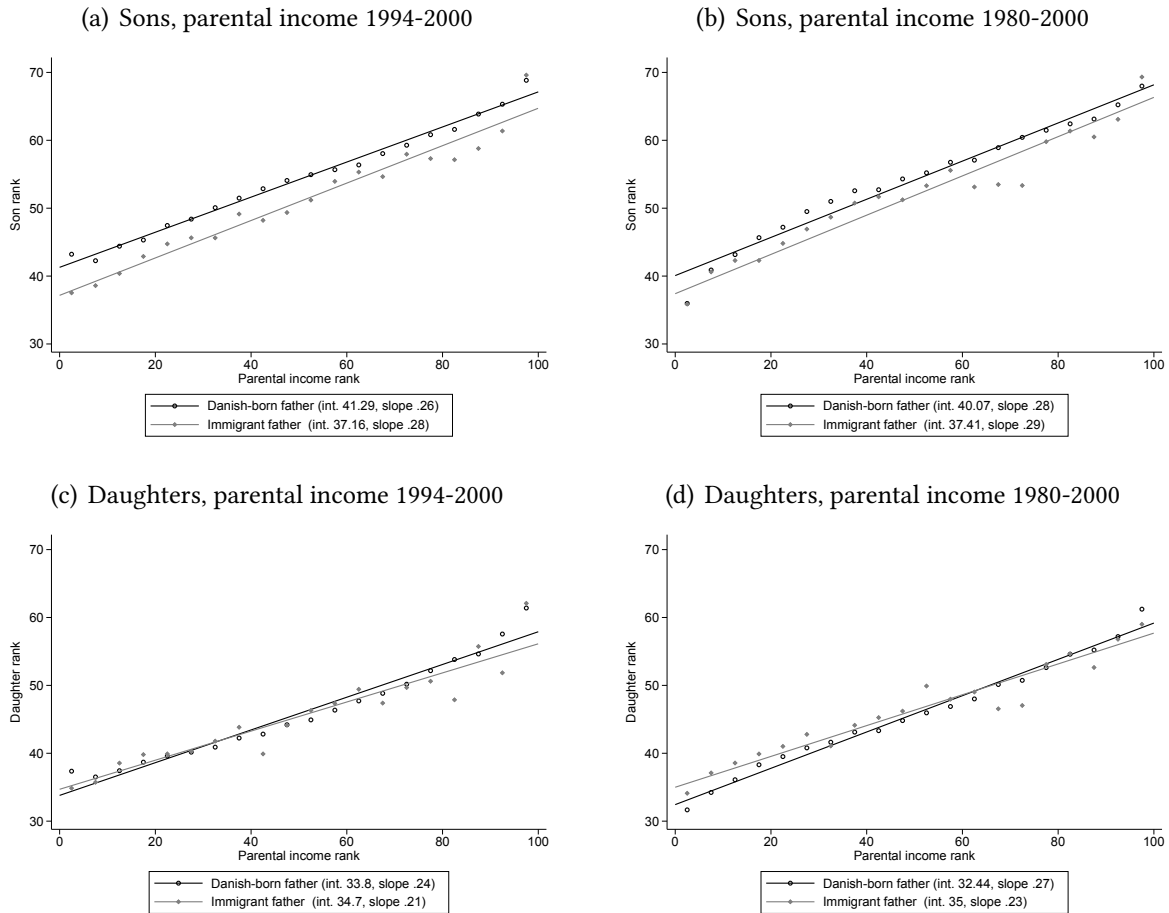 (a) Sons, parental income 1994-2000
70
60
50
40
30
Son rank
0 20 40 60 80 100
Parental income rank
Danish-born father (int. 41.29, slope .26)
Immigrant father (int. 37.16, slope .28)
(b) Sons, parental income 1980-2000
70
60
50
40
30
Son rank
0 20 40 60 80 100
Parental income rank
Danish-born father (int. 40.07, slope .28)
Immigrant father (int. 37.41, slope .29)
(c) Daughters, parental income 1994-2000
70
60
50
40
30
Daughter rank
0 20 40 60 80 100
Parental income rank
Danish-born father (int. 33.8, slope .24)
Immigrant father (int. 34.7, slope .21)
(d) Daughters, parental income 1980-2000
70
60
50
40
30
Daughter rank
0 20 40 60 80 100
Parental income rank
Danish-born father (int. 32.44, slope .27)
Immigrant father (int. 35, slope .23)